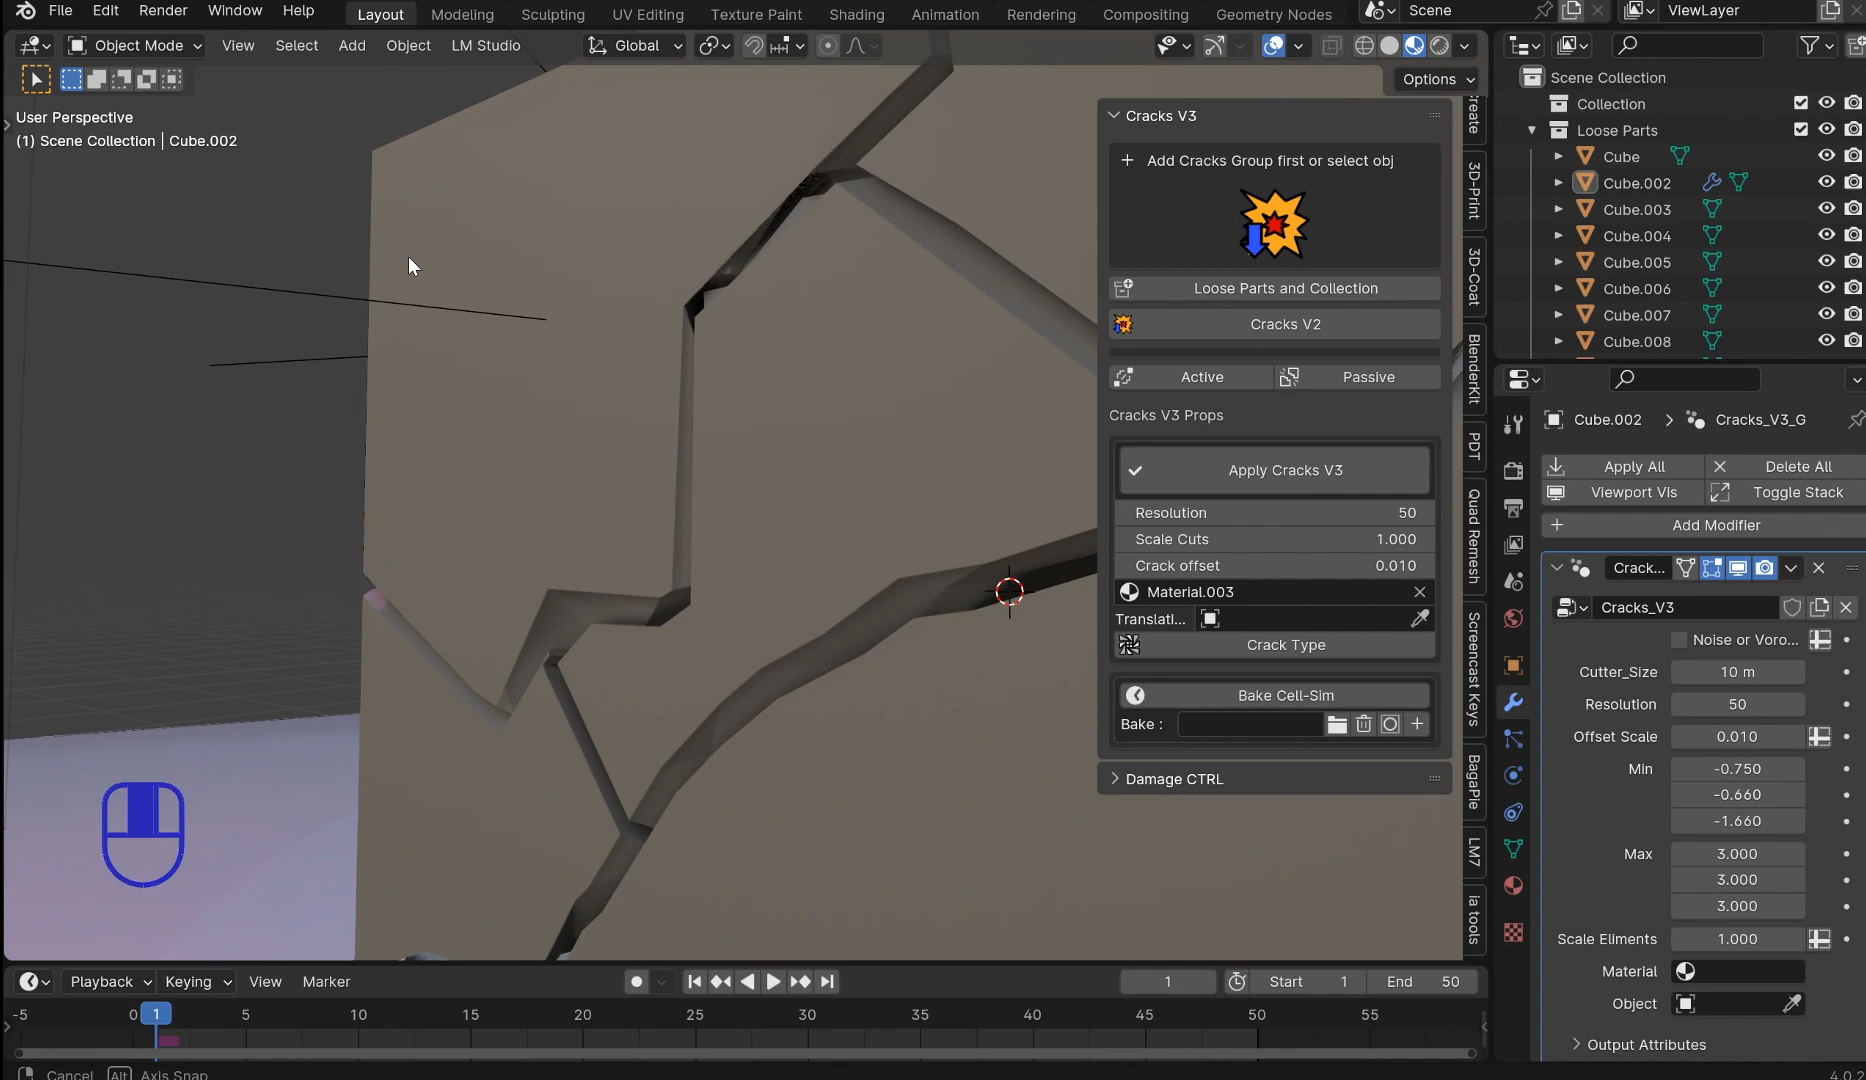 File Edit Render Window Help Layout Modeling Sculpting UV Editing Texture Paint Shading Animation Rendering Compositing Geometry Nodes Scene ViewLayer
Object Mode View Select Add Object LM Studio Global
Options
User Perspective
(1) Scene Collection | Cube.002
Cracks V3
Add Cracks Group first or select obj
Loose Parts and Collection
Cracks V2
Active Passive
Cracks V3 Props
Apply Cracks V3
Resolution 50
Scale Cuts 1.000
Crack offset 0.010
Material.003
Translati...
Crack Type
Bake Cell-Sim
Bake :
Damage CTRL
3D-Print
3D-Coat
BlenderKit
PDT
Quad Remesh
Screencast Keys
BagaPie
LM7
ia tools
Scene Collection
Collection
Loose Parts
Cube
Cube.002
Cube.003
Cube.004
Cube.005
Cube.006
Cube.007
Cube.008
Cube.002 > Cracks_V3_G
Apply All Delete All
Viewport Vis Toggle Stack
Add Modifier
Crack...
Cracks_V3
Noise or Voro...
Cutter_Size 10 m
Resolution 50
Offset Scale 0.010
Min -0.750
-0.660
-1.660
Max 3.000
3.000
3.000
Scale Eliments 1.000
Material
Object
Output Attributes
Playback Keying View Marker 1 Start 1 End 50
-5 0 1 5 10 15 20 25 30 35 40 45 50 55
Cancel Alt Axis Snap
4.0.2